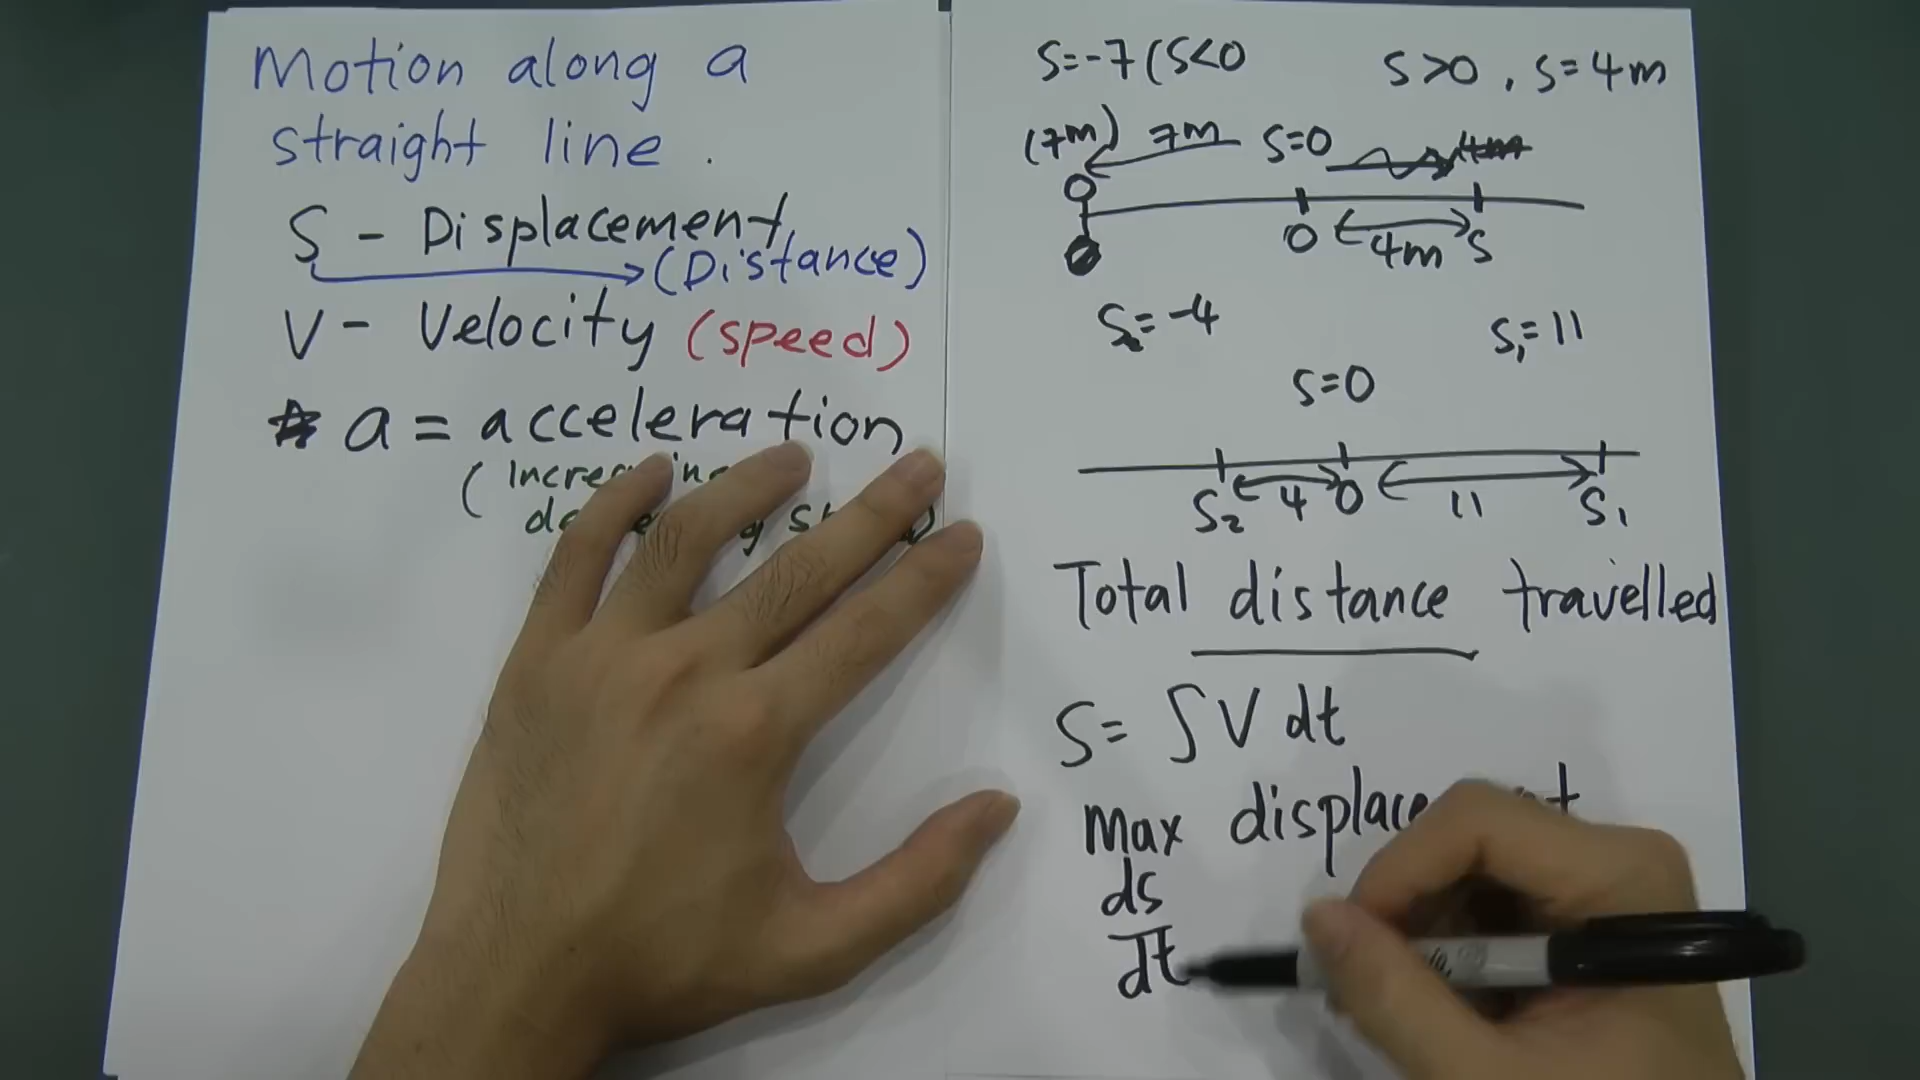 Motion along a
straight line.
S - Displacement
(Distance)
V - Velocity (speed)
* a = acceleration
S=-7 (S<0
S>0, S=4m
(7m) 7m S=0
0 4m S
S₂=-4
S₁=11
S=0
S₂ 4 0 11 S₁
Total distance travelled
S= ∫V dt
Max
ds
dt